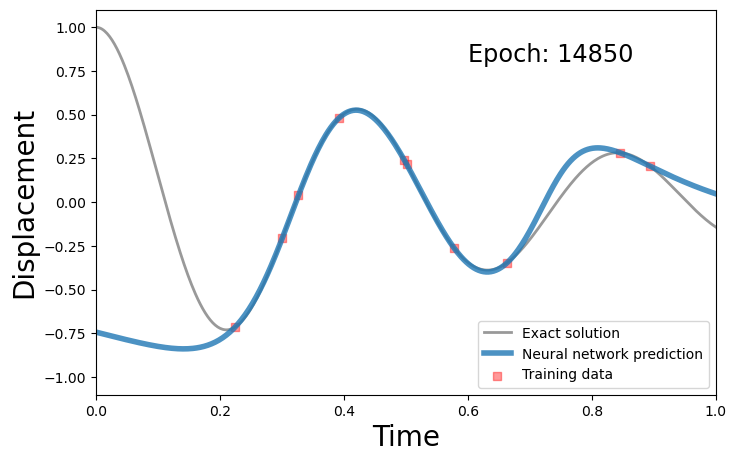 Epoch: 14850
Displacement
1.00
0.75
0.50
0.25
0.00
−0.25
−0.50
−0.75
−1.00
Exact solution
Neural network prediction
Training data
0.0 0.2 0.4 0.6 0.8 1.0
Time